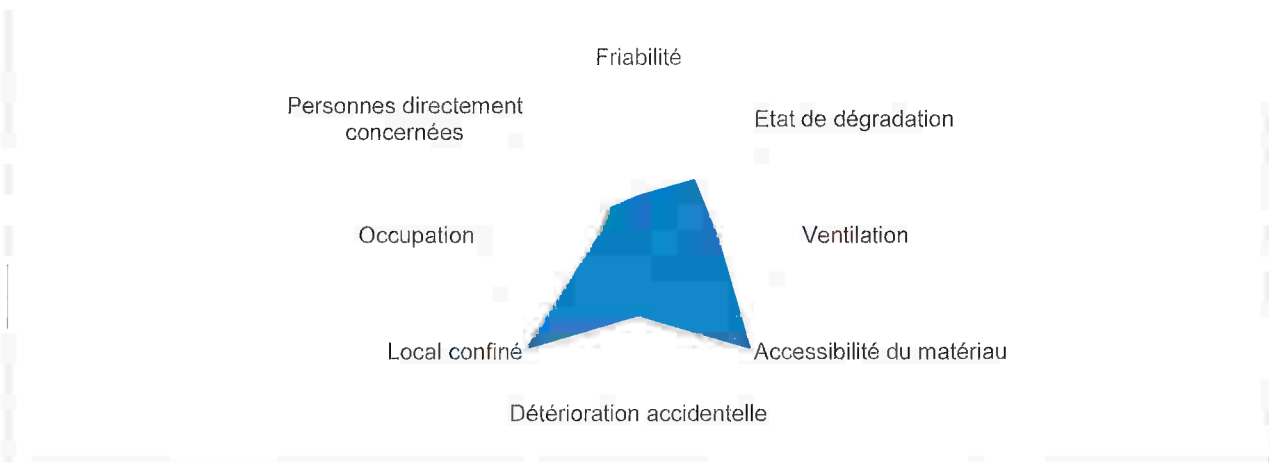 Friabilité
Personnes directement
concernées
Etat de dégradation
Occupation
Ventilation
Local confiné
Accessibilité du matériau
Détérioration accidentelle